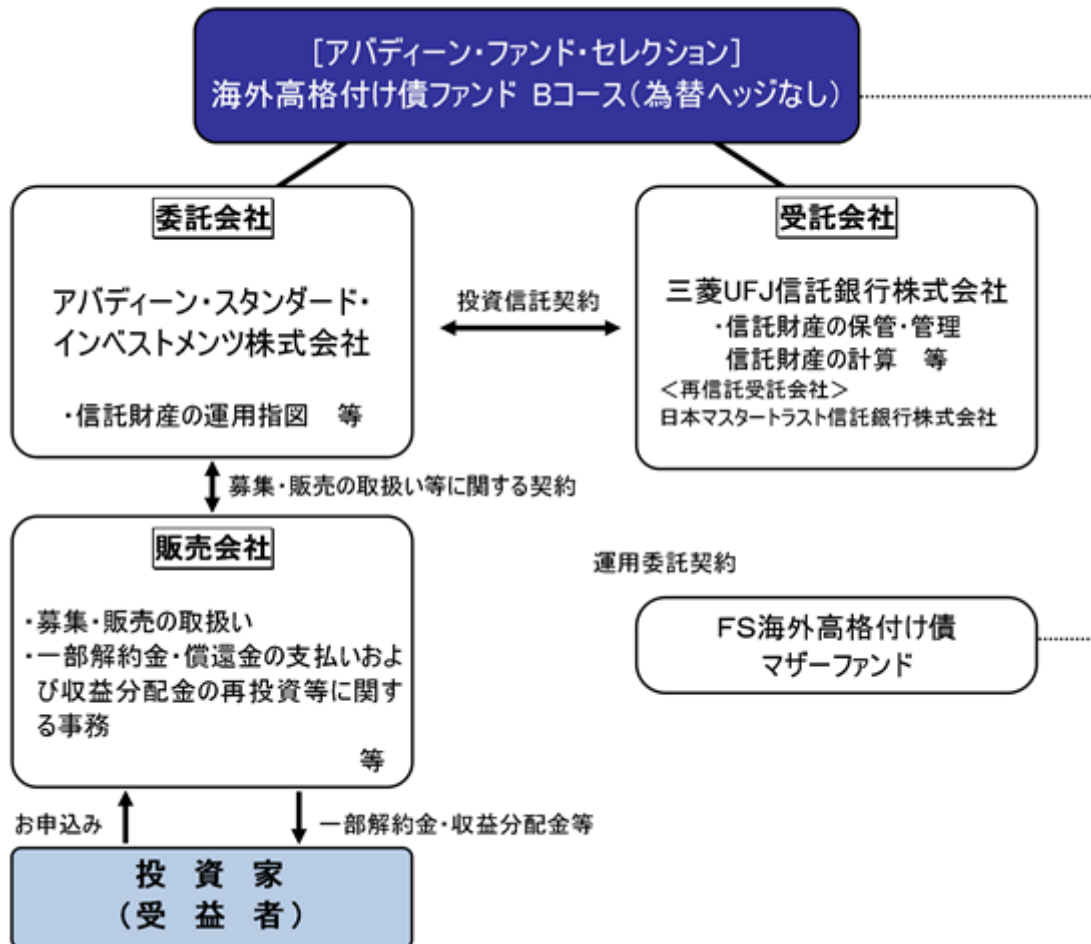 [アバディーン・ファンド・セレクション]
海外高格付け債ファンド Bコース(為替ヘッジなし)
委託会社
アバディーン・スタンダード・
インベストメンツ株式会社
・信託財産の運用指図 等
投資信託契約
受託会社
三菱UFJ信託銀行株式会社
・信託財産の保管・管理
信託財産の計算 等
<再信託受託会社>
日本マスタートラスト信託銀行株式会社
募集・販売の取扱い等に関する契約
販売会社
・募集・販売の取扱い
・一部解約金・償還金の支払いおよ
び収益分配金の再投資等に関す
る事務
等
運用委託契約
FS海外高格付け債
マザーファンド
お申込み
一部解約金・収益分配金等
投 資 家
(受 益 者)